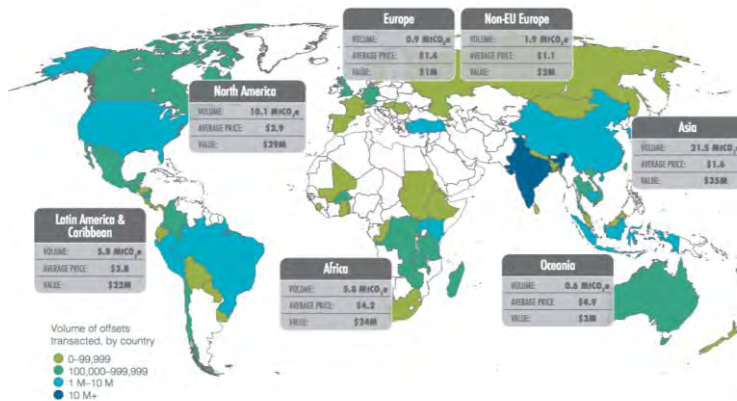 Europe
VOLUME: 0.9 MtCO₂e
AVERAGE PRICE: $1.4
VALUE: $1M
Non-EU Europe
VOLUME: 1.9 MtCO₂e
AVERAGE PRICE: $1.1
VALUE: $2M
North America
VOLUME: 10.1 MtCO₂e
AVERAGE PRICE: $2.9
VALUE: $29M
Asia
VOLUME: 21.5 MtCO₂e
AVERAGE PRICE: $1.6
VALUE: $35M
Latin America &
Caribbean
VOLUME: 5.8 MtCO₂e
AVERAGE PRICE: $3.8
VALUE: $22M
Africa
VOLUME: 5.8 MtCO₂e
AVERAGE PRICE: $4.2
VALUE: $24M
Oceania
VOLUME: 0.6 MtCO₂e
AVERAGE PRICE: $4.9
VALUE: $3M
Volume of offsets
transacted, by country
0–99,999
100,000–999,999
1 M–10 M
10 M+